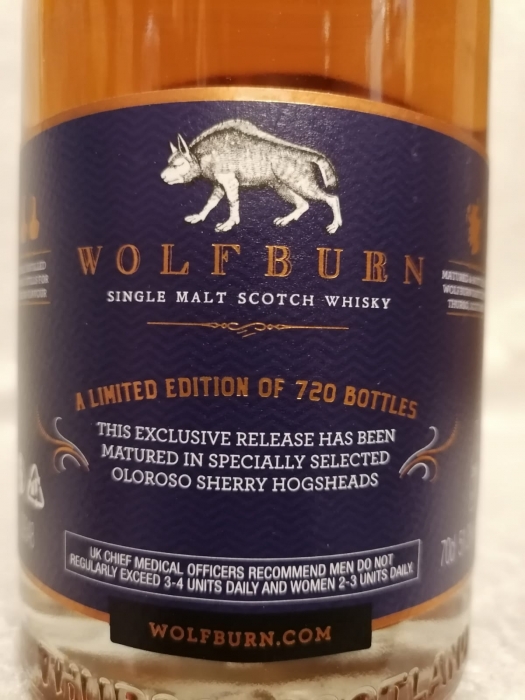 WOLFBURN
SINGLE MALT SCOTCH WHISKY
A LIMITED EDITION OF 720 BOTTLES
THIS EXCLUSIVE RELEASE HAS BEEN
MATURED IN SPECIALLY SELECTED
OLOROSO SHERRY HOGSHEADS
UK CHIEF MEDICAL OFFICERS RECOMMEND MEN DO NOT
REGULARLY EXCEED 3-4 UNITS DAILY AND WOMEN 2-3 UNITS DAILY.
70cl
WOLFBURN.COM